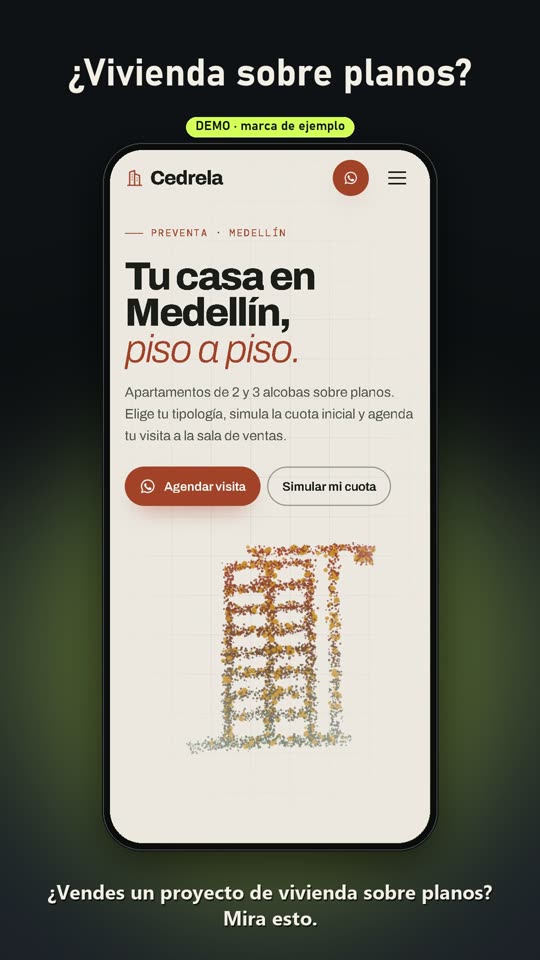 ¿Vivienda sobre planos?
DEMO · marca de ejemplo
Cedrela
PREVENTA · MEDELLÍN
Tu casa en
Medellín,
piso a piso.
Apartamentos de 2 y 3 alcobas sobre planos.
Elige tu tipología, simula la cuota inicial y agenda
tu visita a la sala de ventas.
Agendar visita
Simular mi cuota
¿Vendes un proyecto de vivienda sobre planos?
Mira esto.